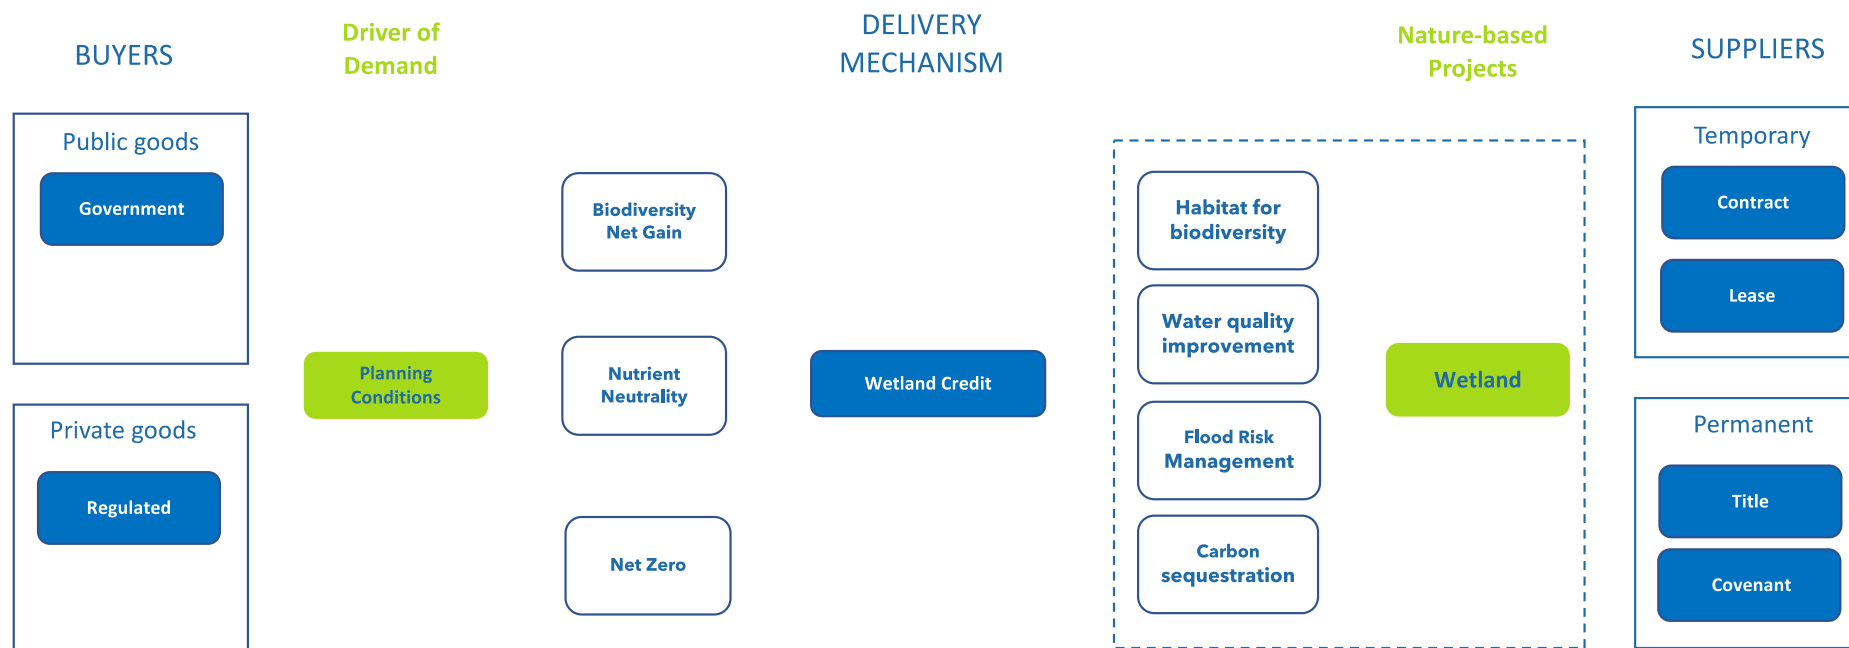 BUYERS
Driver of
Demand
DELIVERY
MECHANISM
Nature-based
Projects
SUPPLIERS
Public goods
Government
Private goods
Regulated
Planning
Conditions
Biodiversity
Net Gain
Nutrient
Neutrality
Net Zero
Wetland Credit
Habitat for
biodiversity
Water quality
improvement
Flood Risk
Management
Carbon
sequestration
Wetland
Temporary
Contract
Lease
Permanent
Title
Covenant